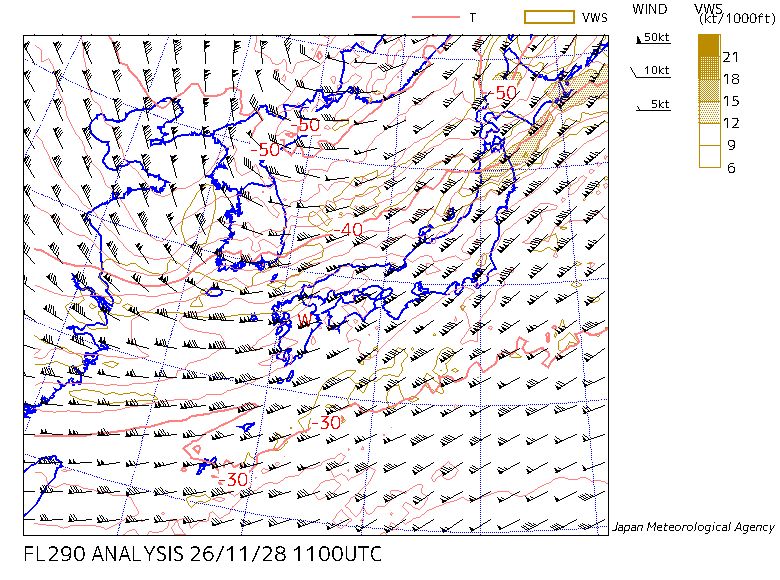 T VWS WIND VWS
(kt/1000ft)
50kt
10kt
5kt
21
18
15
12
9
6
-50
-50
-50
-40
W
-30
-30
Japan Meteorological Agency
FL290 ANALYSIS 26/11/28 1100UTC